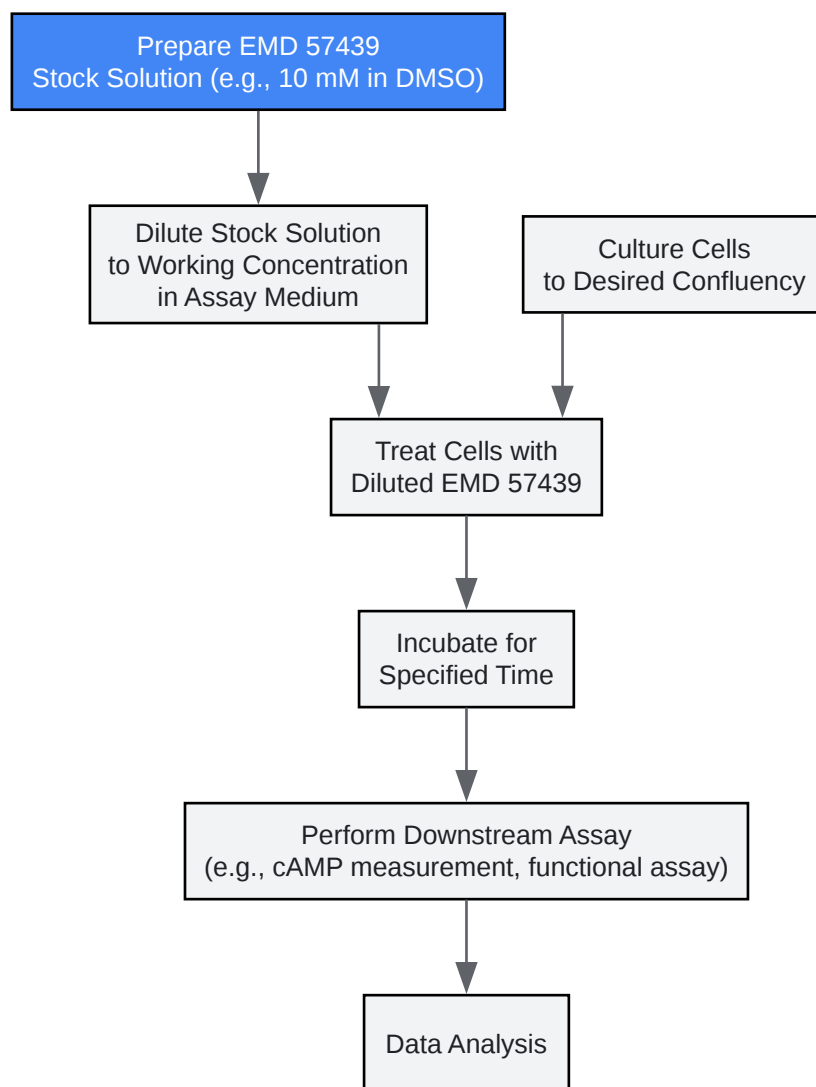 Prepare EMD 57439
Stock Solution (e.g., 10 mM in DMSO)
Dilute Stock Solution
to Working Concentration
in Assay Medium
Culture Cells
to Desired Confluency
Treat Cells with
Diluted EMD 57439
Incubate for
Specified Time
Perform Downstream Assay
(e.g., cAMP measurement, functional assay)
Data Analysis